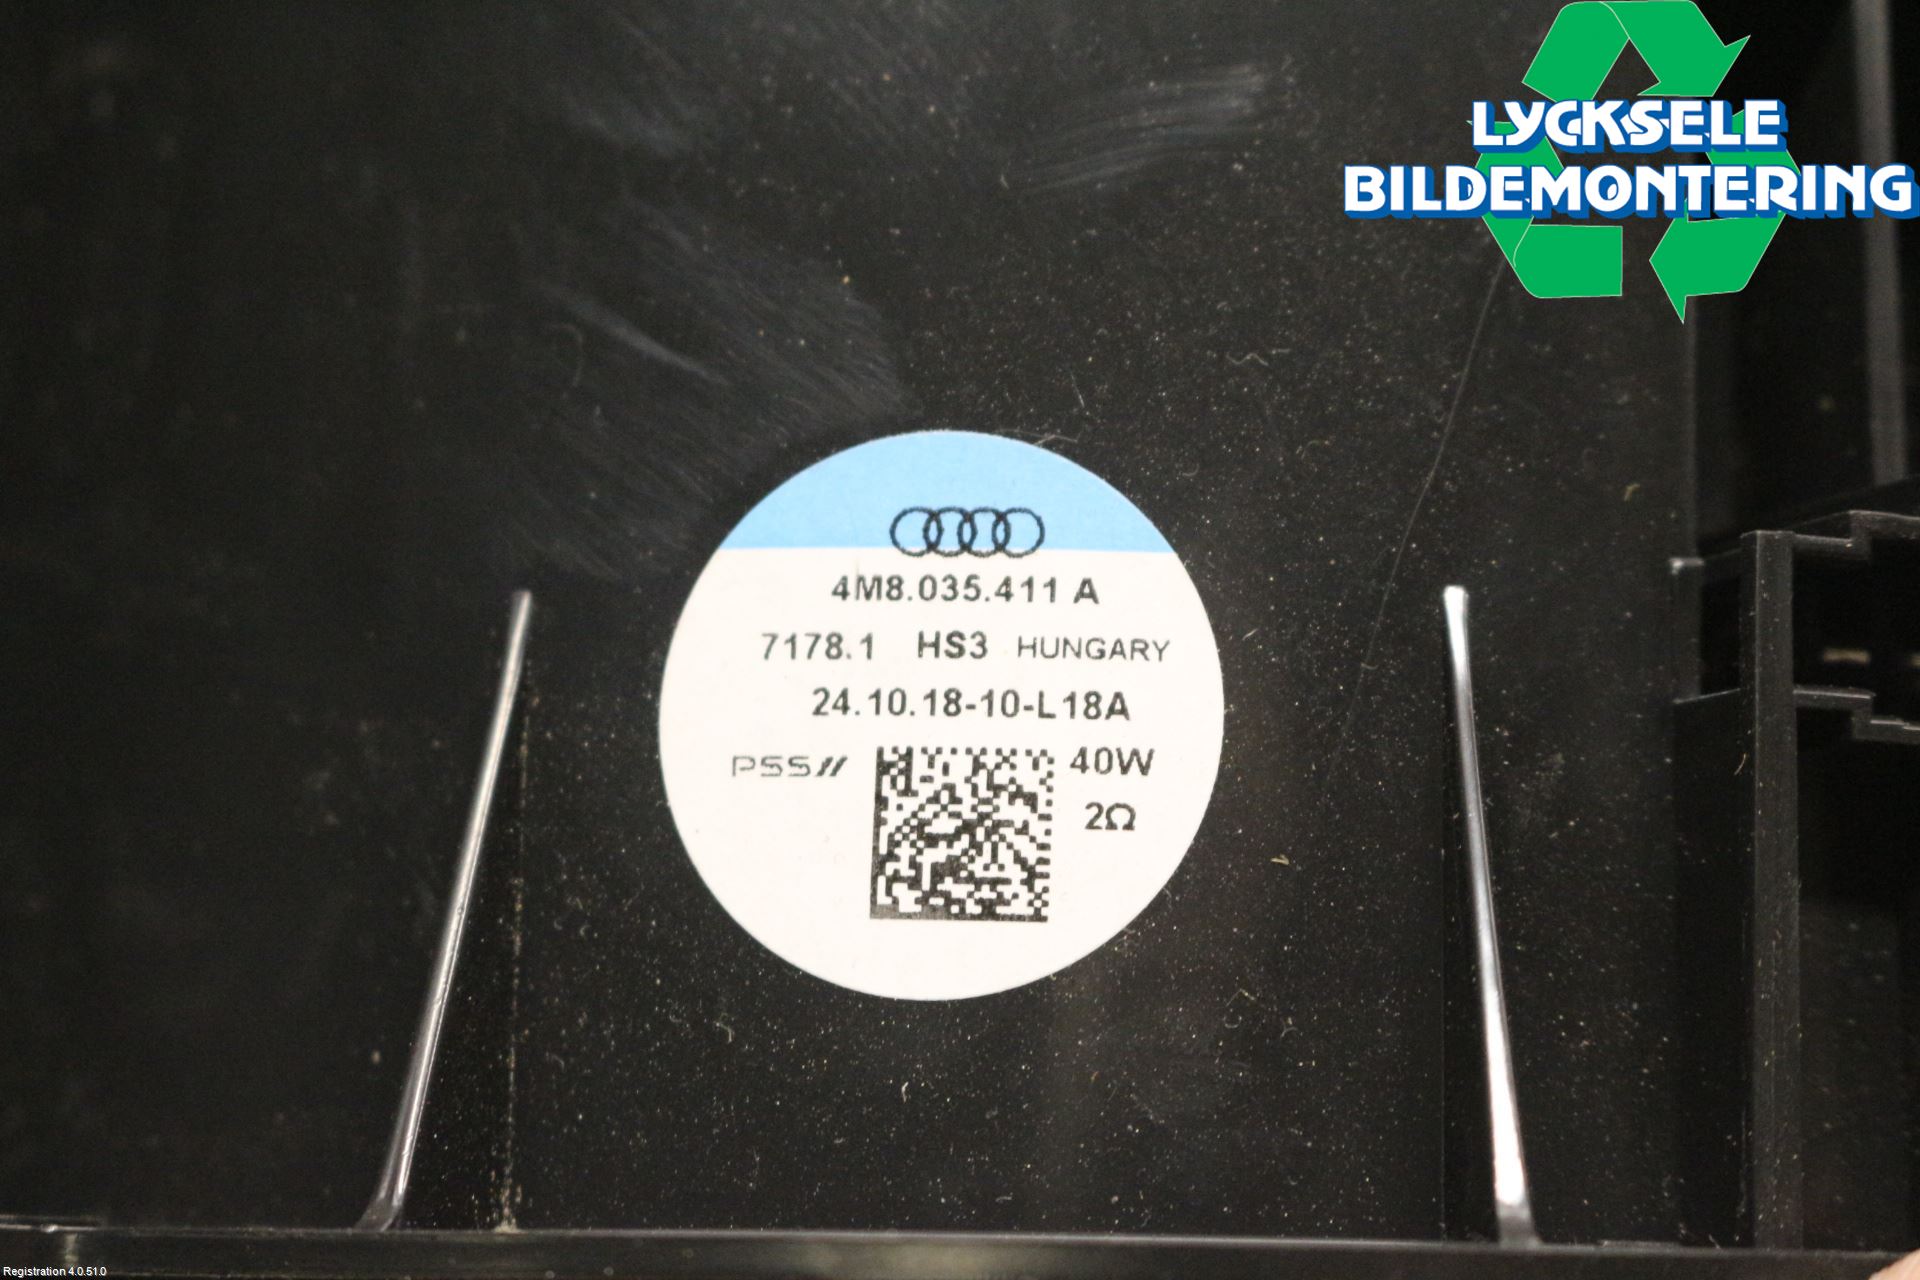 LYCKSELE
BILDEMONTERING
4M8.035.411 A
7178.1 HS3 HUNGARY
24.10.18-10-L18A
PSS 40W
2Ω
Registration 4.0.51.0